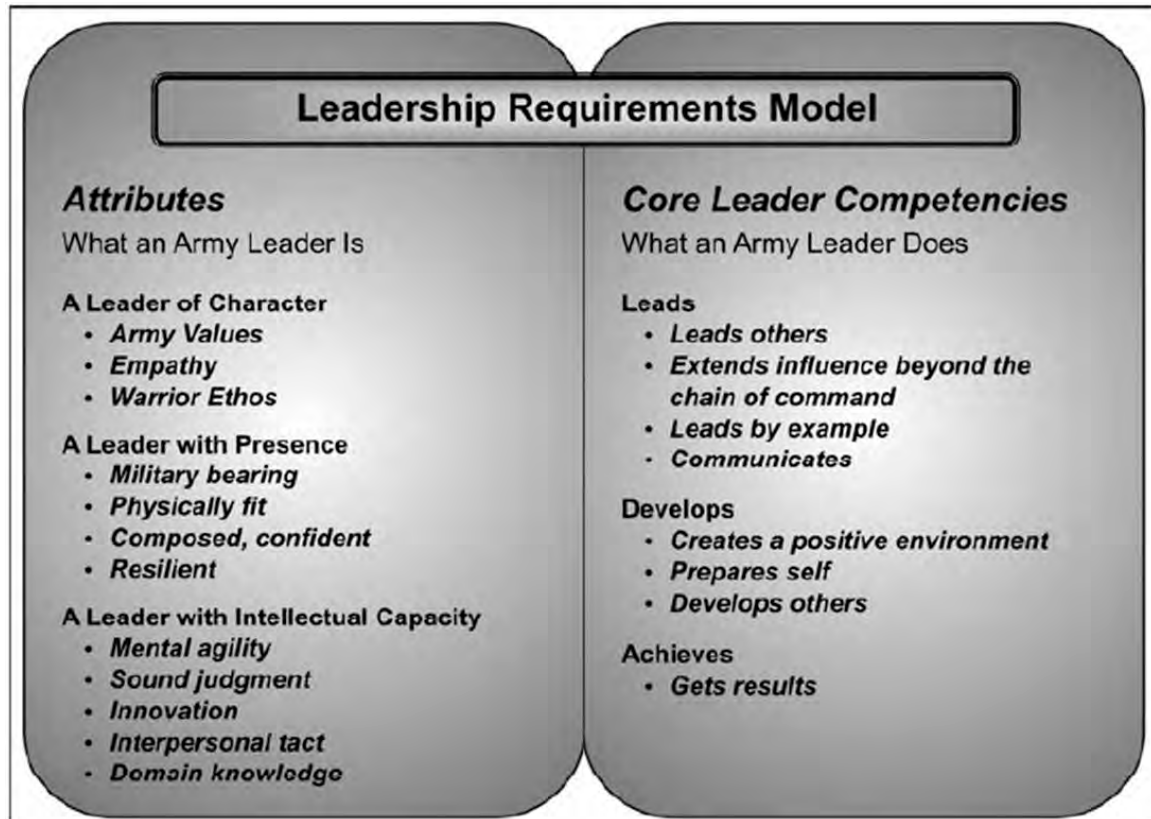 Leadership Requirements Model
Attributes
What an Army Leader Is
A Leader of Character
• Army Values
• Empathy
• Warrior Ethos
A Leader with Presence
• Military bearing
• Physically fit
• Composed, confident
• Resilient
A Leader with Intellectual Capacity
• Mental agility
• Sound judgment
• Innovation
• Interpersonal tact
• Domain knowledge
Core Leader Competencies
What an Army Leader Does
Leads
• Leads others
• Extends influence beyond the
chain of command
• Leads by example
• Communicates
Develops
• Creates a positive environment
• Prepares self
• Develops others
Achieves
• Gets results